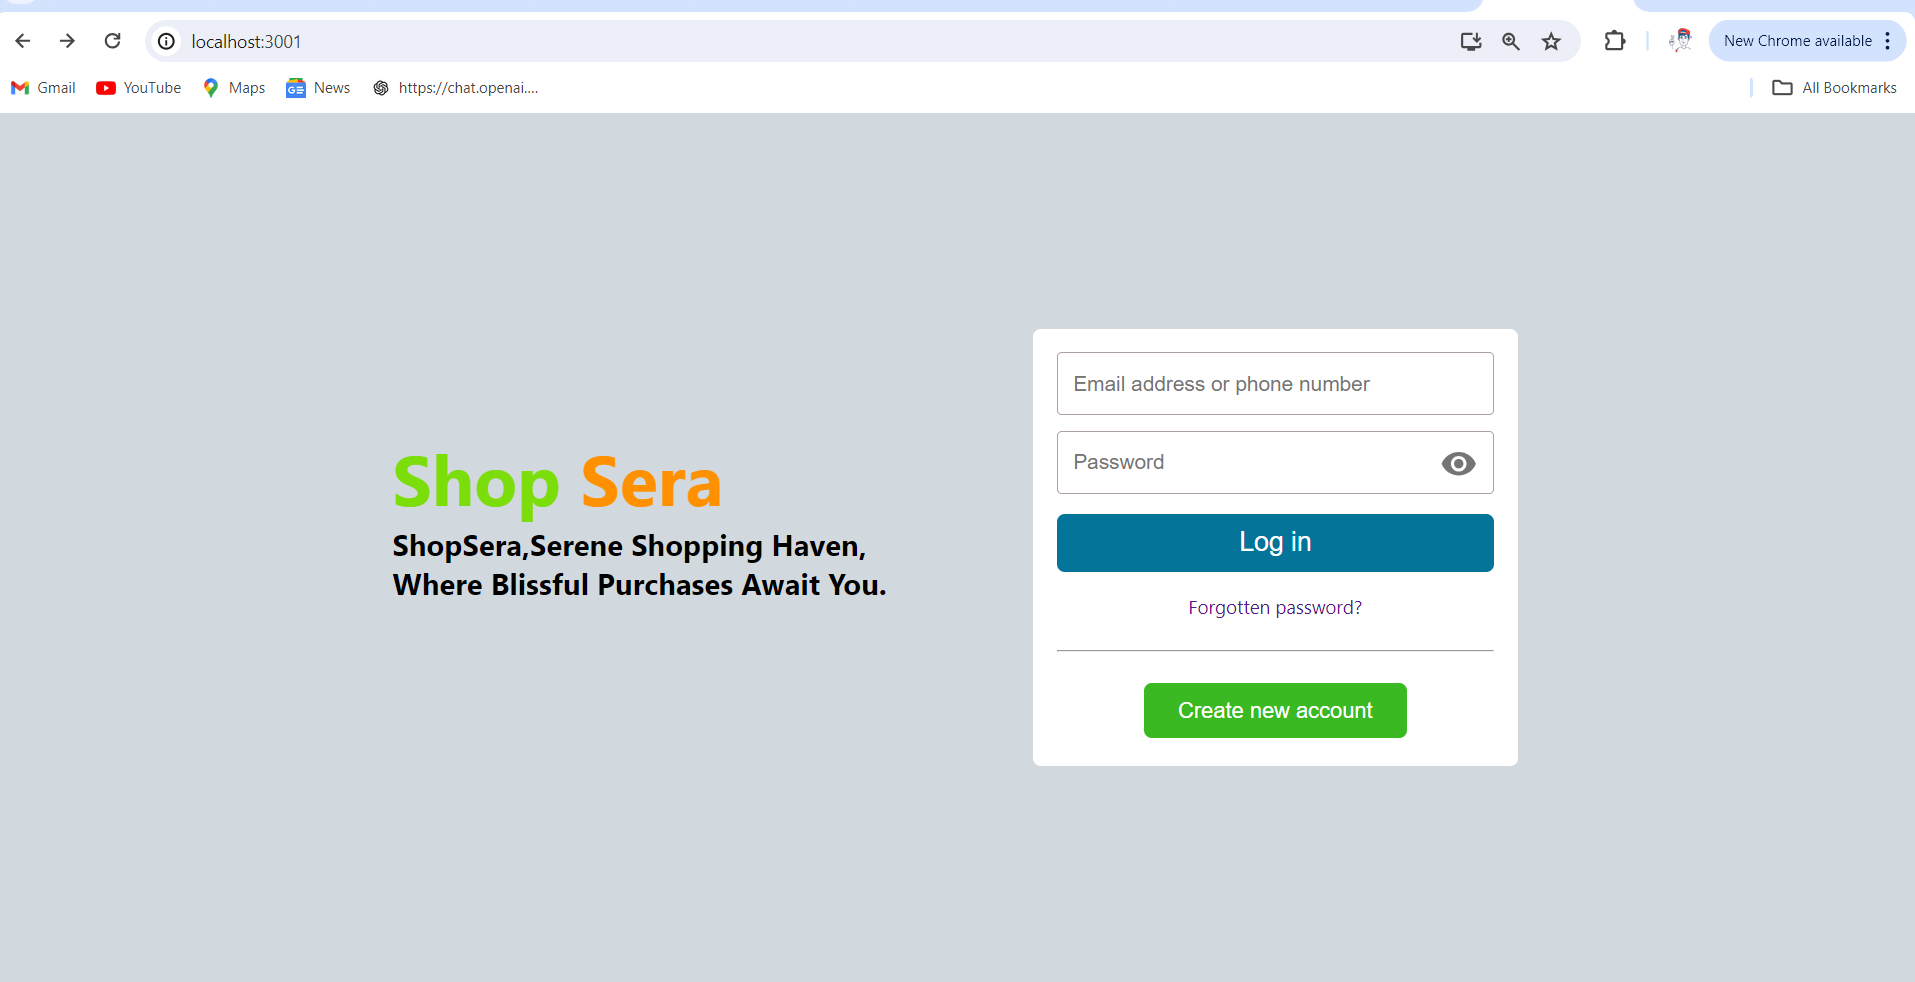 localhost:3001
New Chrome available
Gmail
YouTube
Maps
GE News
https://chat.openai....
All Bookmarks
Shop Sera
ShopSera,Serene Shopping Haven,
Where Blissful Purchases Await You.
Email address or phone number
Password
Log in
Forgotten password?
Create new account